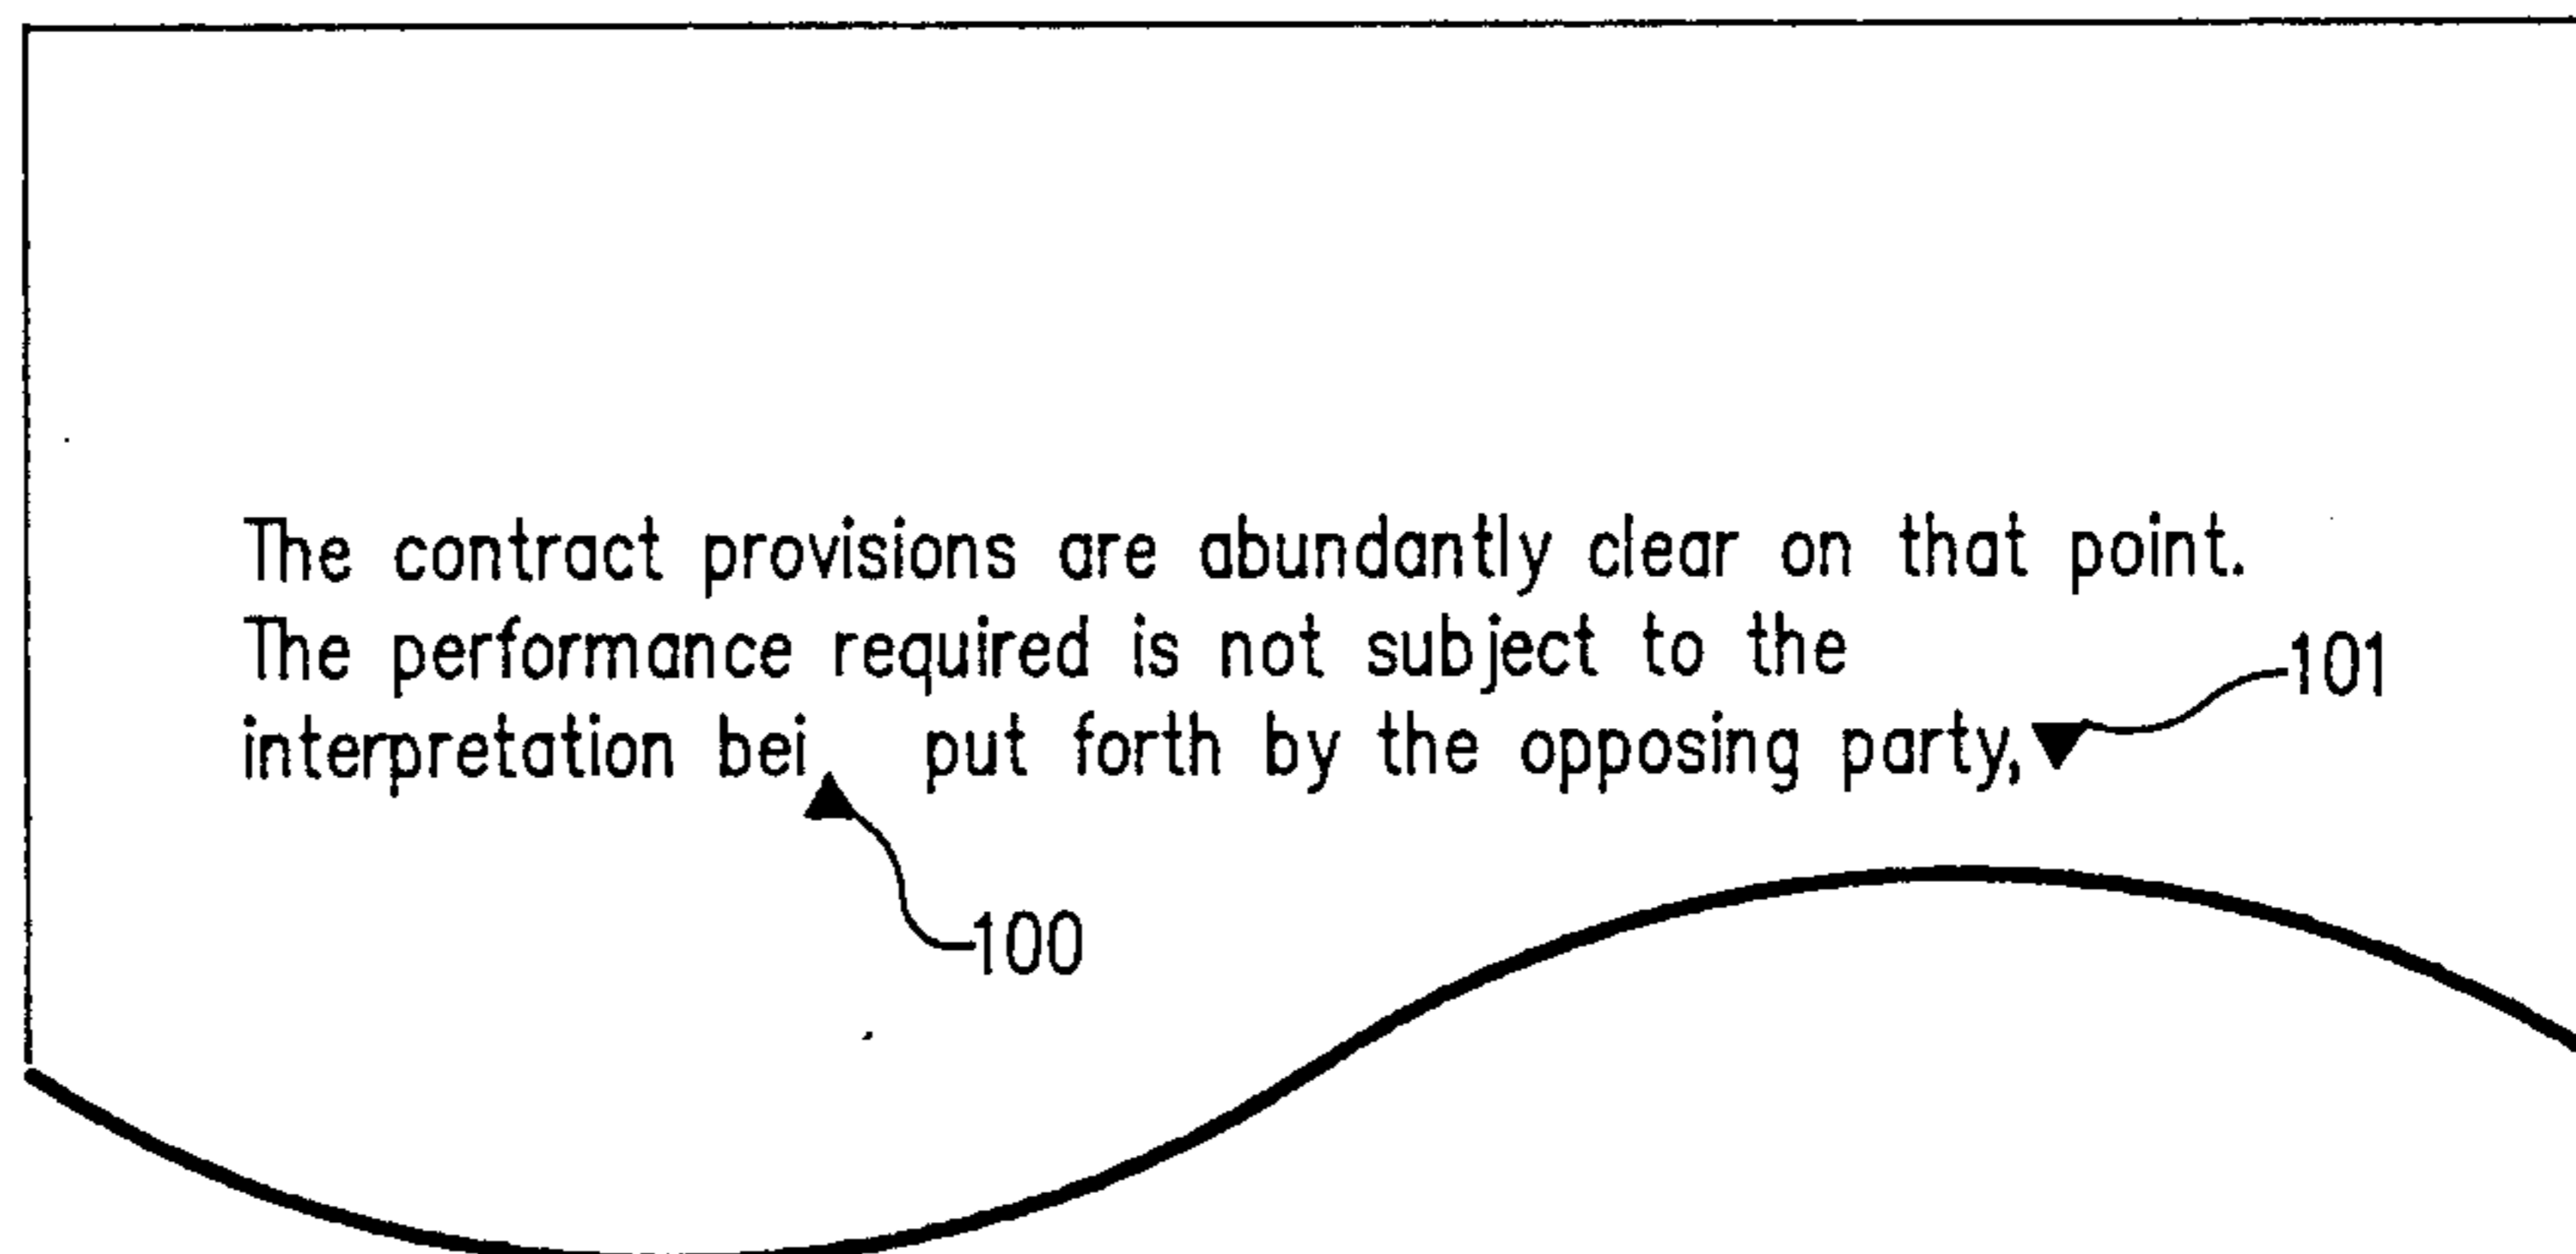 The contract provisions are abundantly clear on that point.
The performance required is not subject to the
101
interpretation bei put forth by the opposing party,
100